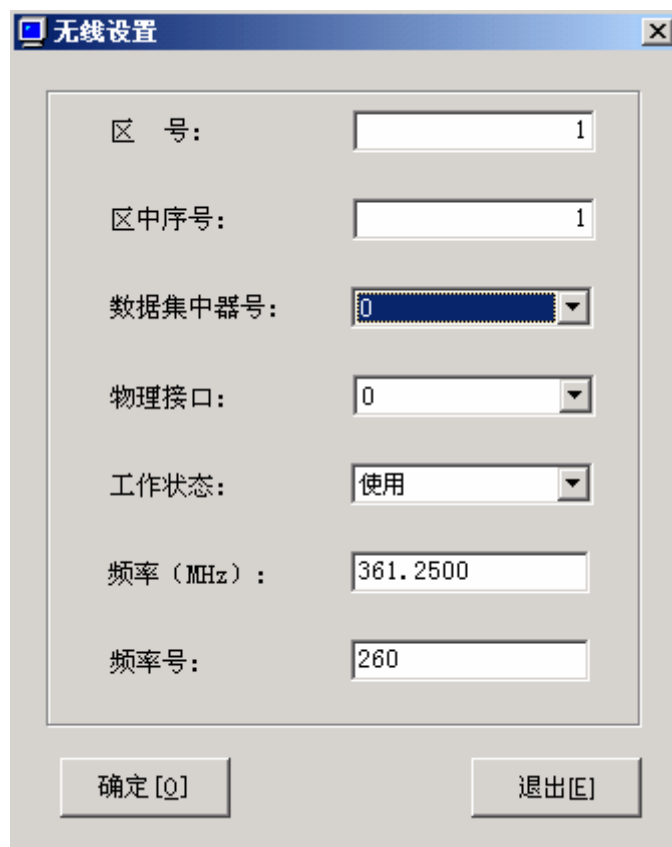 无线设置
区 号: 1
区中序号: 1
数据集中器号: 0
物理接口: 0
工作状态: 使用
频率（MHz）: 361.2500
频率号: 260
确定[O] 退出[E]